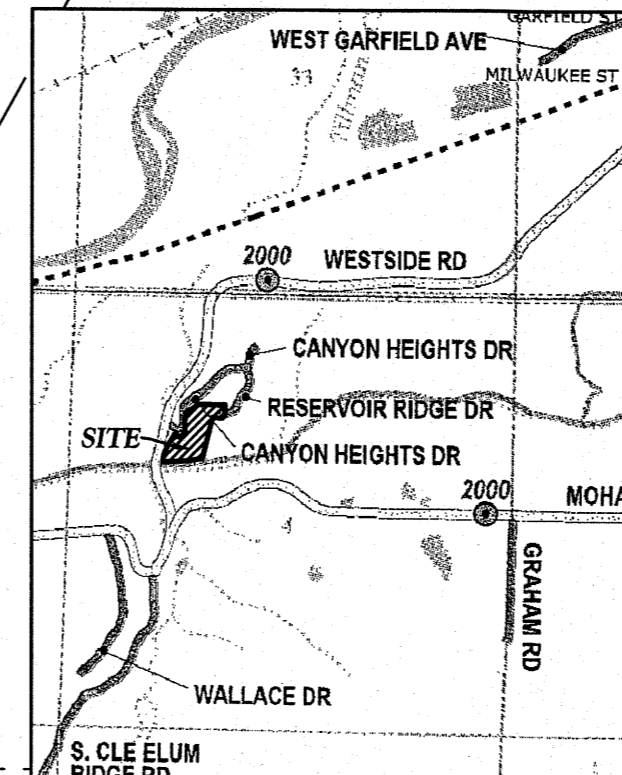 GARFIELD ST
WEST GARFIELD AVE
MILWAUKEE ST
33
Tillman
2000
WESTSIDE RD
CANYON HEIGHTS DR
RESERVOIR RIDGE DR
SITE
CANYON HEIGHTS DR
2000
MOHA
GRAHAM RD
WALLACE DR
S. CLE ELUM
RIDGE RD